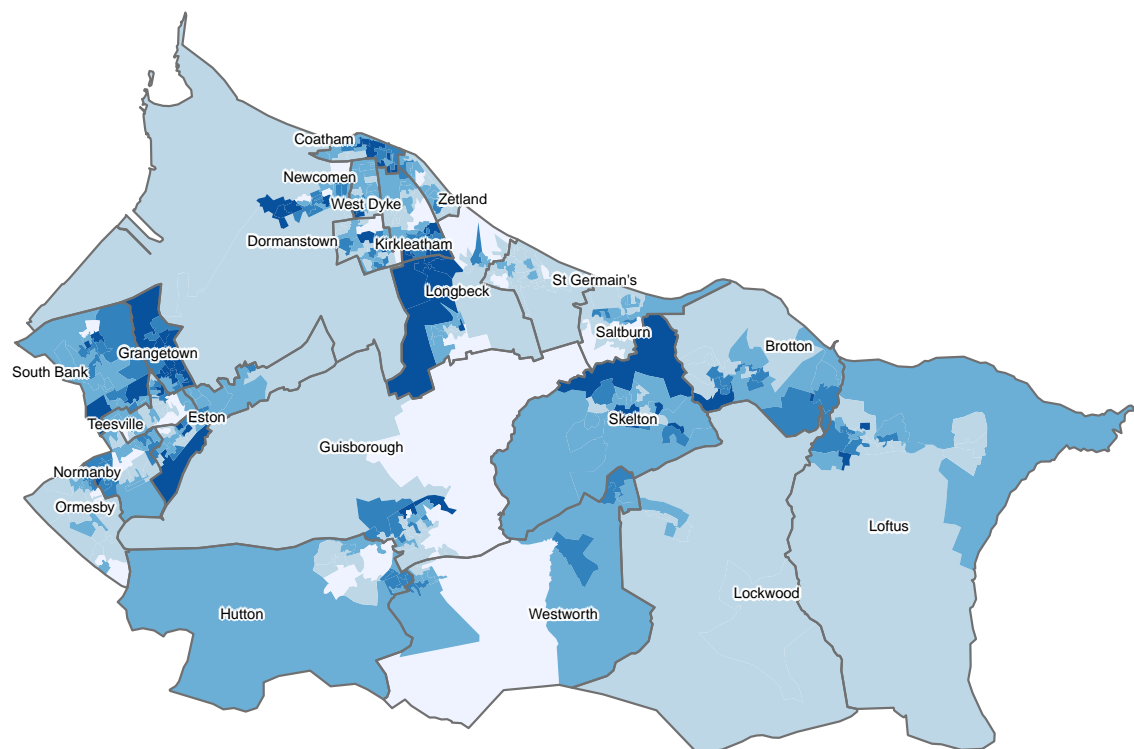 Coatham
Newcomen
West Dyke
Zetland
Dormanstown
Kirkleatham
Longbeck
St Germain's
Saltburn
Brotton
Grangetown
South Bank
Teesville
Eston
Skelton
Guisborough
Normanby
Ormesby
Loftus
Lockwood
Hutton
Westworth